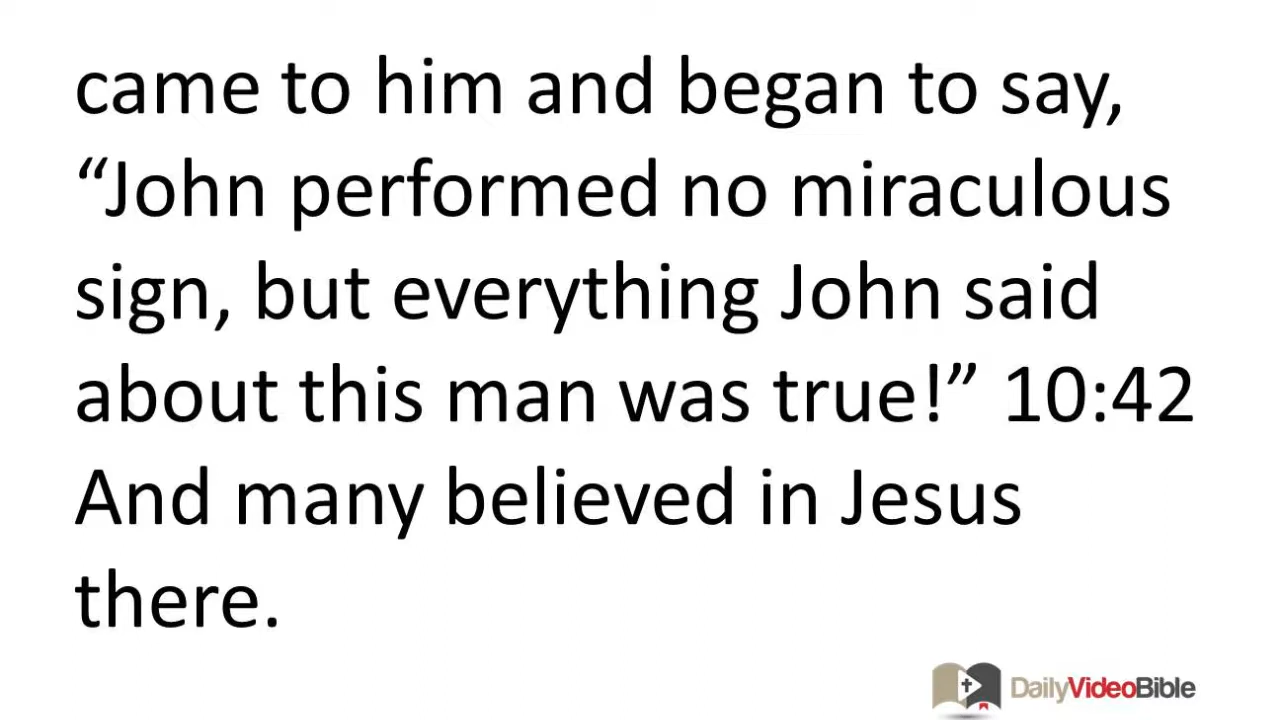 came to him and began to say,
“John performed no miraculous
sign, but everything John said
about this man was true!” 10:42
And many believed in Jesus
there.
DailyVideoBible